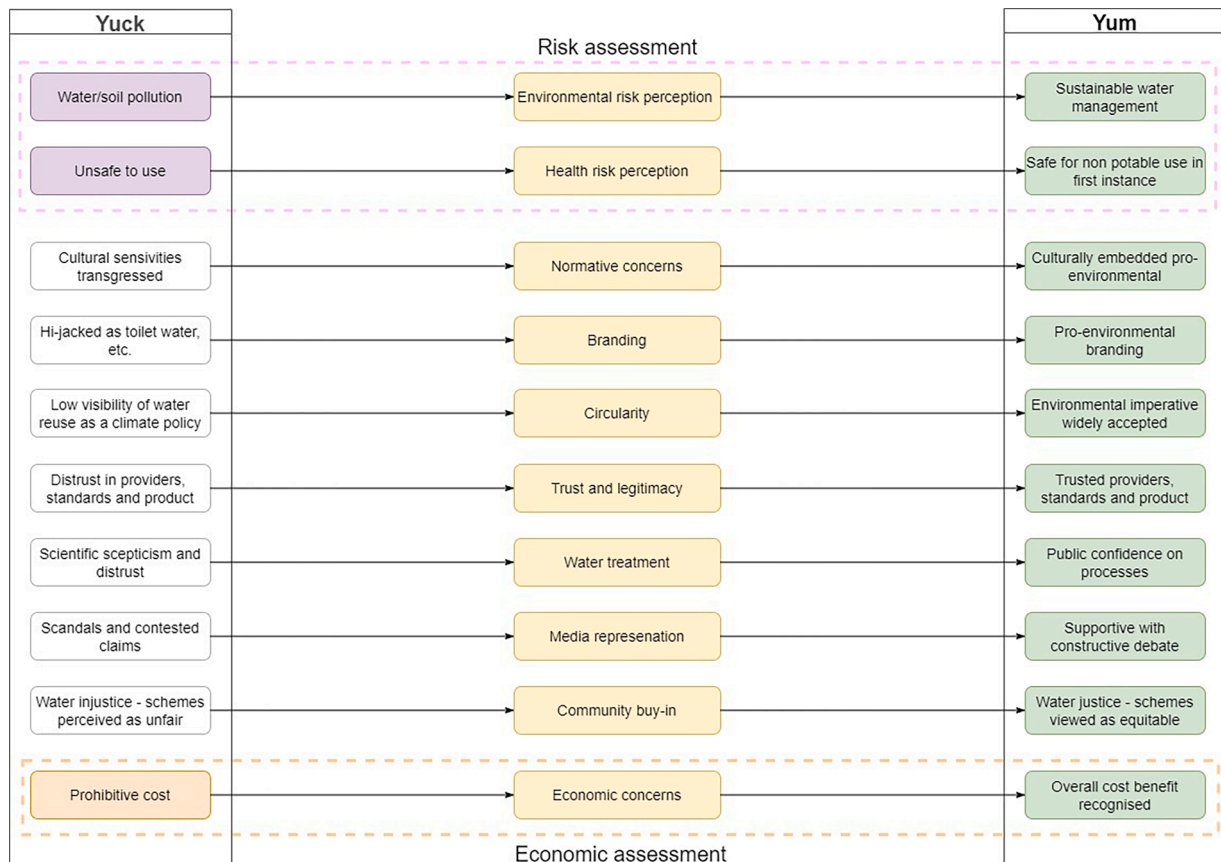 Yuck
Yum
Risk assessment
Water/soil pollution
Environmental risk perception
Sustainable water
management
Unsafe to use
Health risk perception
Safe for non potable use in
first instance
Cultural sensivities
transgressed
Normative concerns
Culturally embedded pro-
environmental
Hi-jacked as toilet water,
etc.
Branding
Pro-environmental
branding
Low visibility of water
reuse as a climate policy
Circularity
Environmental imperative
widely accepted
Distrust in providers,
standards and product
Trust and legitimacy
Trusted providers,
standards and product
Scientific scepticism and
distrust
Water treatment
Public confidence on
processes
Scandals and contested
claims
Media represenation
Supportive with
constructive debate
Water injustice - schemes
perceived as unfair
Community buy-in
Water justice - schemes
viewed as equitable
Prohibitive cost
Economic concerns
Overall cost benefit
recognised
Economic assessment